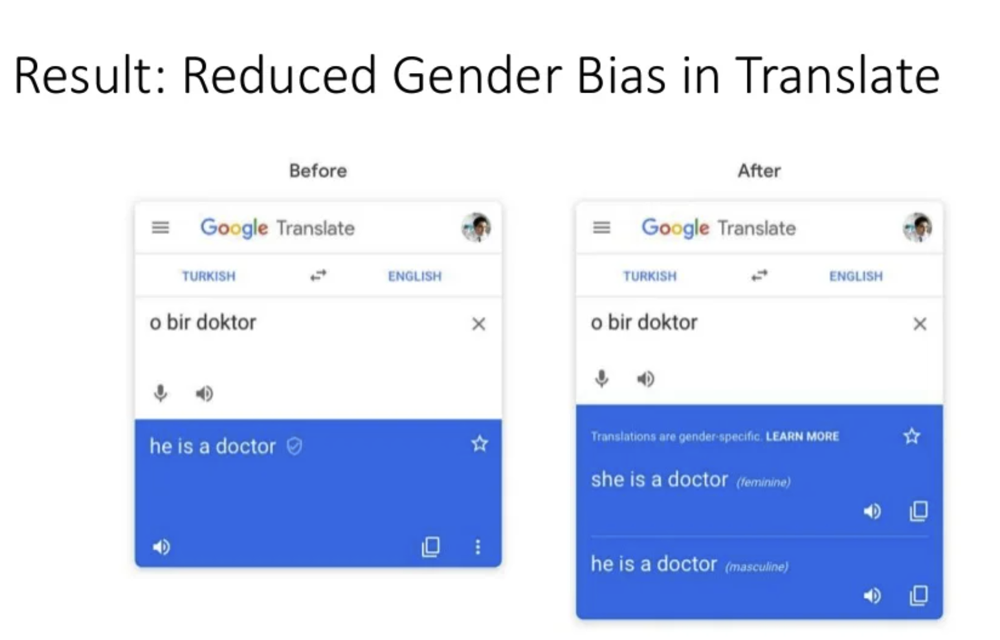 Result: Reduced Gender Bias in Translate
Before
Google Translate
TURKISH ENGLISH
o bir doktor
he is a doctor
After
Google Translate
TURKISH ENGLISH
o bir doktor
Translations are gender-specific. LEARN MORE
she is a doctor (feminine)
he is a doctor (masculine)